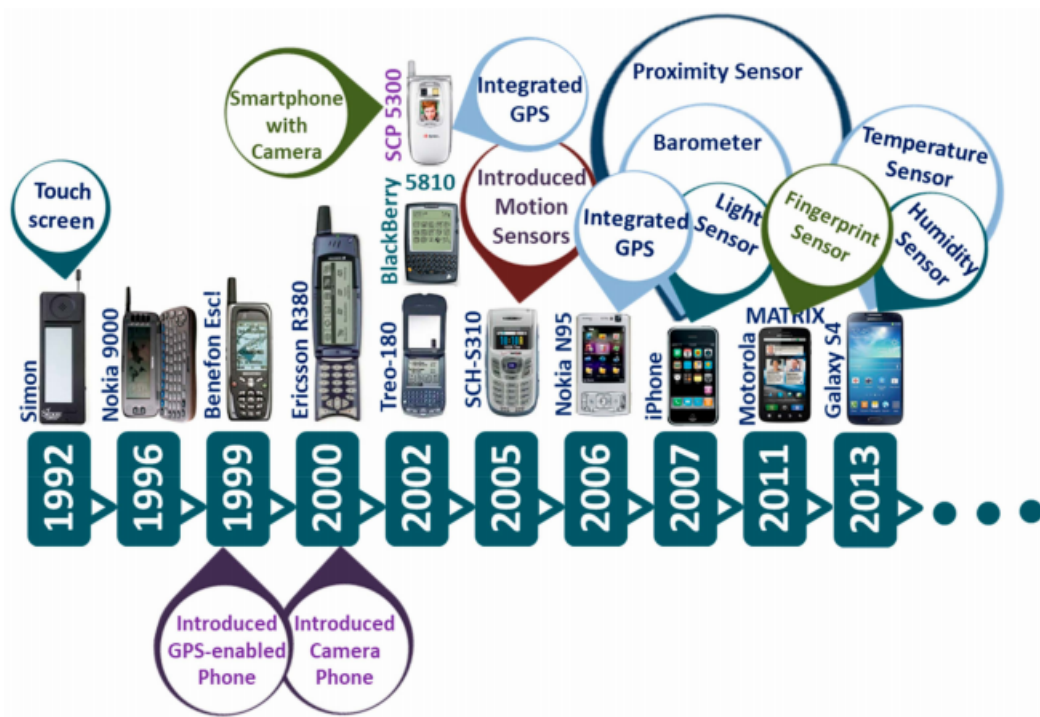 Smartphone
with
Camera
SCP 5300
Integrated
GPS
Proximity Sensor
Barometer
Temperature
Sensor
Touch
screen
BlackBerry
5810
Introduced
Motion
Sensors
Integrated
GPS
Light
Sensor
Fingerprint
Sensor
Humidity
Sensor
Simon
Nokia 9000
Benefon Esc!
Ericsson R380
Treo-180
SCH-S310
Nokia N95
iPhone
Motorola
MATRIX
Galaxy S4
1992
1996
1999
2000
2002
2005
2006
2007
2011
2013
Introduced
GPS-enabled
Phone
Introduced
Camera
Phone